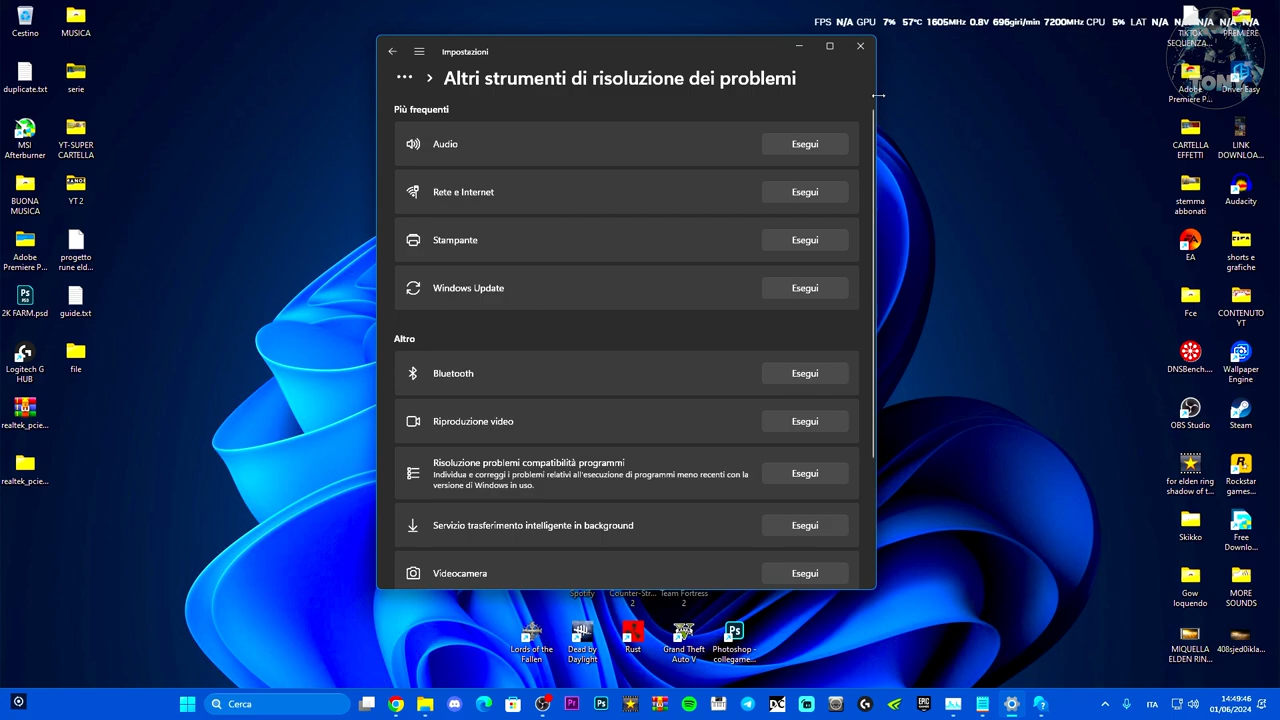 FPS N/A GPU 7% 57°C 1605MHz 0.8V 696giri/min 7200MHz CPU 5% LAT N/A N/A N/A N/A N/A
Cestino
MUSICA
duplicate.txt
serie
MSI
Afterburner
YT-SUPER
CARTELLA
BUONA
MUSICA
YT 2
Adobe
Premiere P...
progetto
rune eld...
2K FARM.psd
guide.txt
Logitech G
HUB
file
realtek_pcie...
realtek_pcie...
Impostazioni
... > Altri strumenti di risoluzione dei problemi
Più frequenti
Audio
Esegui
Rete e Internet
Esegui
Stampante
Esegui
Windows Update
Esegui
Altro
Bluetooth
Esegui
Riproduzione video
Esegui
Risoluzione problemi compatibilità programmi
Individua e correggi i problemi relativi all'esecuzione di programmi meno recenti con la
versione di Windows in uso.
Esegui
Servizio trasferimento intelligente in background
Esegui
Videocamera
Esegui
Spotify
Counter-Str...
2
Team Fortress
2
Lords of the
Fallen
Dead by
Daylight
Rust
Grand Theft
Auto V
Photoshop -
collegame...
TIKTOK
SEQUENZA...
PREMIERE
TONY
Adobe
Premiere P...
Driver Easy
CARTELLA
EFFETTI
LINK
DOWNLOA...
stemma
abbonati
Audacity
EA
shorts e
grafiche
Fce
CONTENUTO
YT
DNSBench...
Wallpaper
Engine
OBS Studio
Steam
for elden ring
shadow of t...
Rockstar
games...
Skikko
Free
Downlo...
Gow
loquendo
MORE
SOUNDS
MIQUELLA
ELDEN RIN...
408sjed0ikla...
Cerca
ITA
14:49:46
01/06/2024